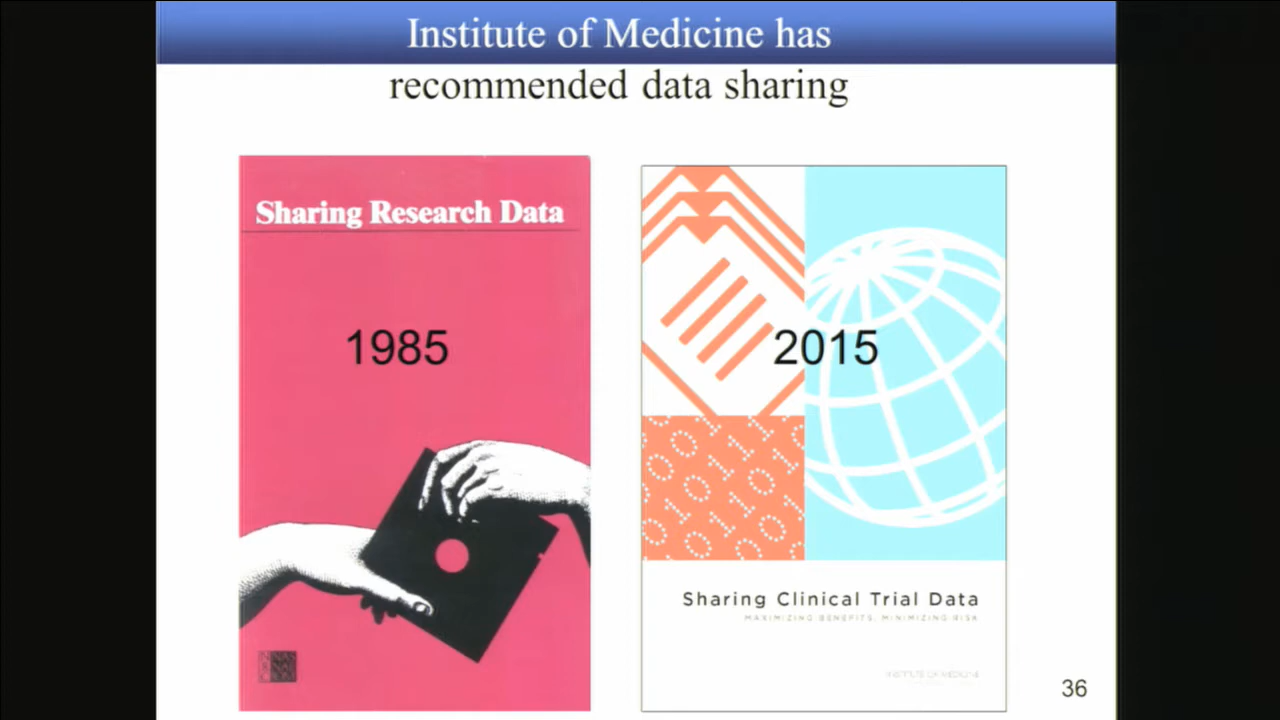 Institute of Medicine has
recommended data sharing
Sharing Research Data
1985
2015
Sharing Clinical Trial Data
MAXIMIZING BENEFITS, MINIMIZING RISK
INSTITUTE OF MEDICINE
36